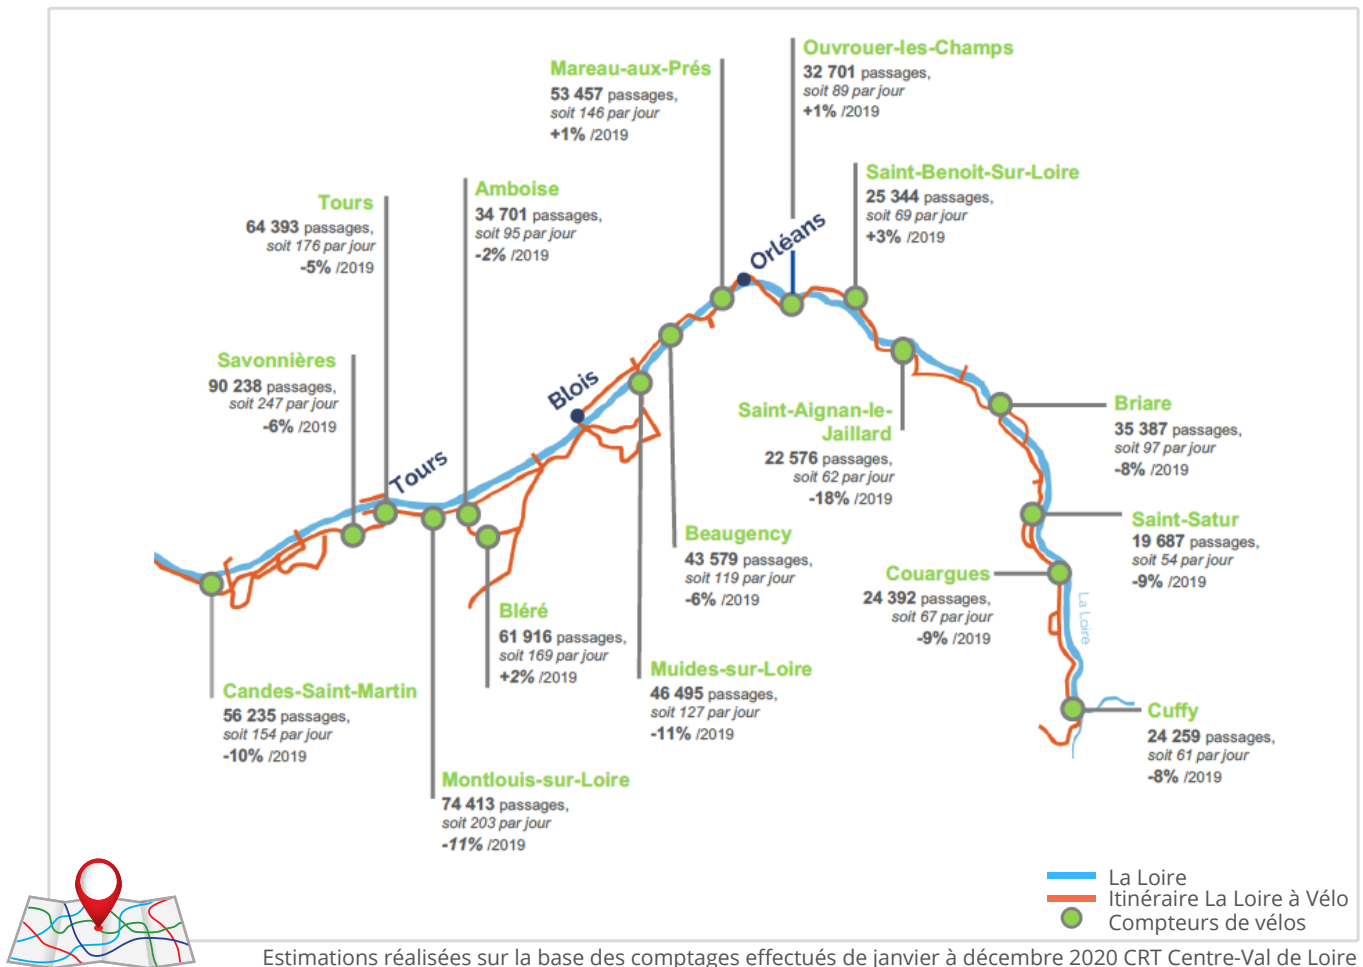 Ouvrouer-les-Champs
32 701 passages,
soit 89 par jour
+1% /2019
Mareau-aux-Prés
53 457 passages,
soit 146 par jour
+1% /2019
Saint-Benoit-Sur-Loire
25 344 passages,
soit 69 par jour
+3% /2019
Amboise
34 701 passages,
soit 95 par jour
-2% /2019
Tours
64 393 passages,
soit 176 par jour
-5% /2019
Orléans
Savonnières
90 238 passages,
soit 247 par jour
-6% /2019
Blois
Tours
Saint-Aignan-le-
Jaillard
22 576 passages,
soit 62 par jour
-18% /2019
Briare
35 387 passages,
soit 97 par jour
-8% /2019
Beaugency
43 579 passages,
soit 119 par jour
-6% /2019
Saint-Satur
19 687 passages,
soit 54 par jour
-9% /2019
Couargues
24 392 passages,
soit 67 par jour
-9% /2019
La Loire
Bléré
61 916 passages,
soit 169 par jour
+2% /2019
Muides-sur-Loire
46 495 passages,
soit 127 par jour
-11% /2019
Candes-Saint-Martin
56 235 passages,
soit 154 par jour
-10% /2019
Cuffy
24 259 passages,
soit 61 par jour
-8% /2019
Montlouis-sur-Loire
74 413 passages,
soit 203 par jour
-11% /2019
La Loire
Itinéraire La Loire à Vélo
Compteurs de vélos
Estimations réalisées sur la base des comptages effectués de janvier à décembre 2020 CRT Centre-Val de Loire